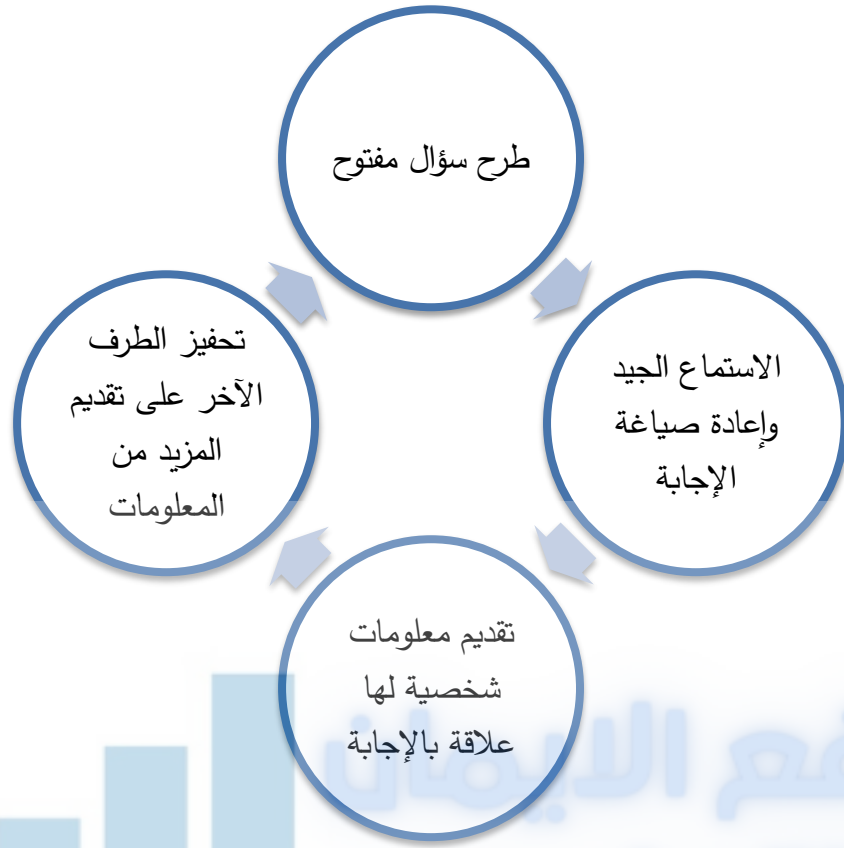 طرح سؤال مفتوح
الاستماع الجيد
وإعادة صياغة
الإجابة
تقديم معلومات
شخصية لها
علاقة بالإجابة
تحفيز الطرف
الآخر على تقديم
المزيد من
المعلومات
الايمان